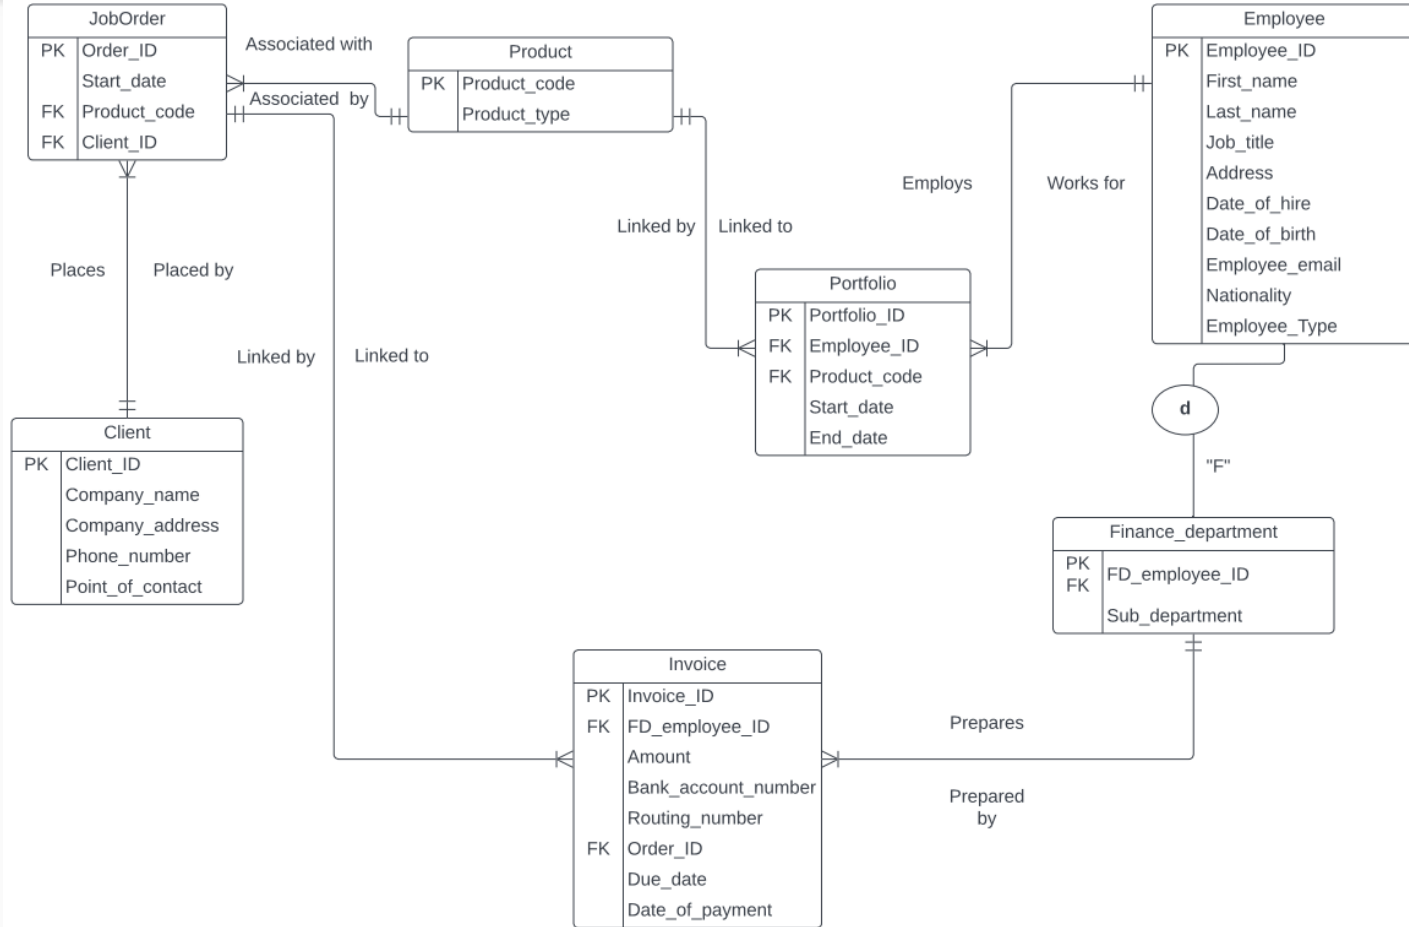 JobOrder
PK Order_ID
Start_date
FK Product_code
FK Client_ID
Associated with
Associated by
Product
PK Product_code
Product_type
Employee
PK Employee_ID
First_name
Last_name
Job_title
Address
Date_of_hire
Date_of_birth
Employee_email
Nationality
Employee_Type
Employs
Works for
Linked by
Linked to
Places
Placed by
Portfolio
PK Portfolio_ID
FK Employee_ID
FK Product_code
Start_date
End_date
Linked by
Linked to
d
"F"
Client
PK Client_ID
Company_name
Company_address
Phone_number
Point_of_contact
Finance_department
PK
FK
FD_employee_ID
Sub_department
Invoice
PK Invoice_ID
FK FD_employee_ID
Amount
Bank_account_number
Routing_number
FK Order_ID
Due_date
Date_of_payment
Prepares
Prepared
by